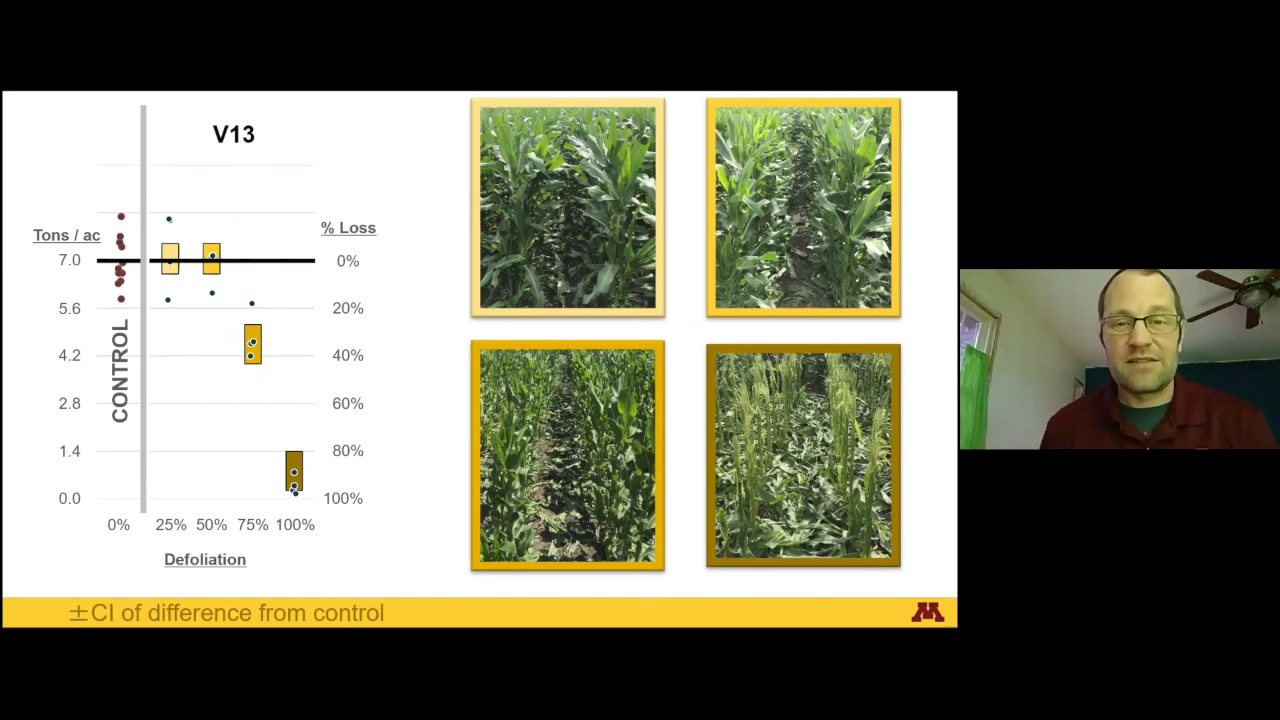 V13
Tons / ac
% Loss
7.0
0%
5.6
20%
4.2
40%
2.8
60%
1.4
80%
0.0
100%
CONTROL
0% 25% 50% 75% 100%
Defoliation
±CI of difference from control
M